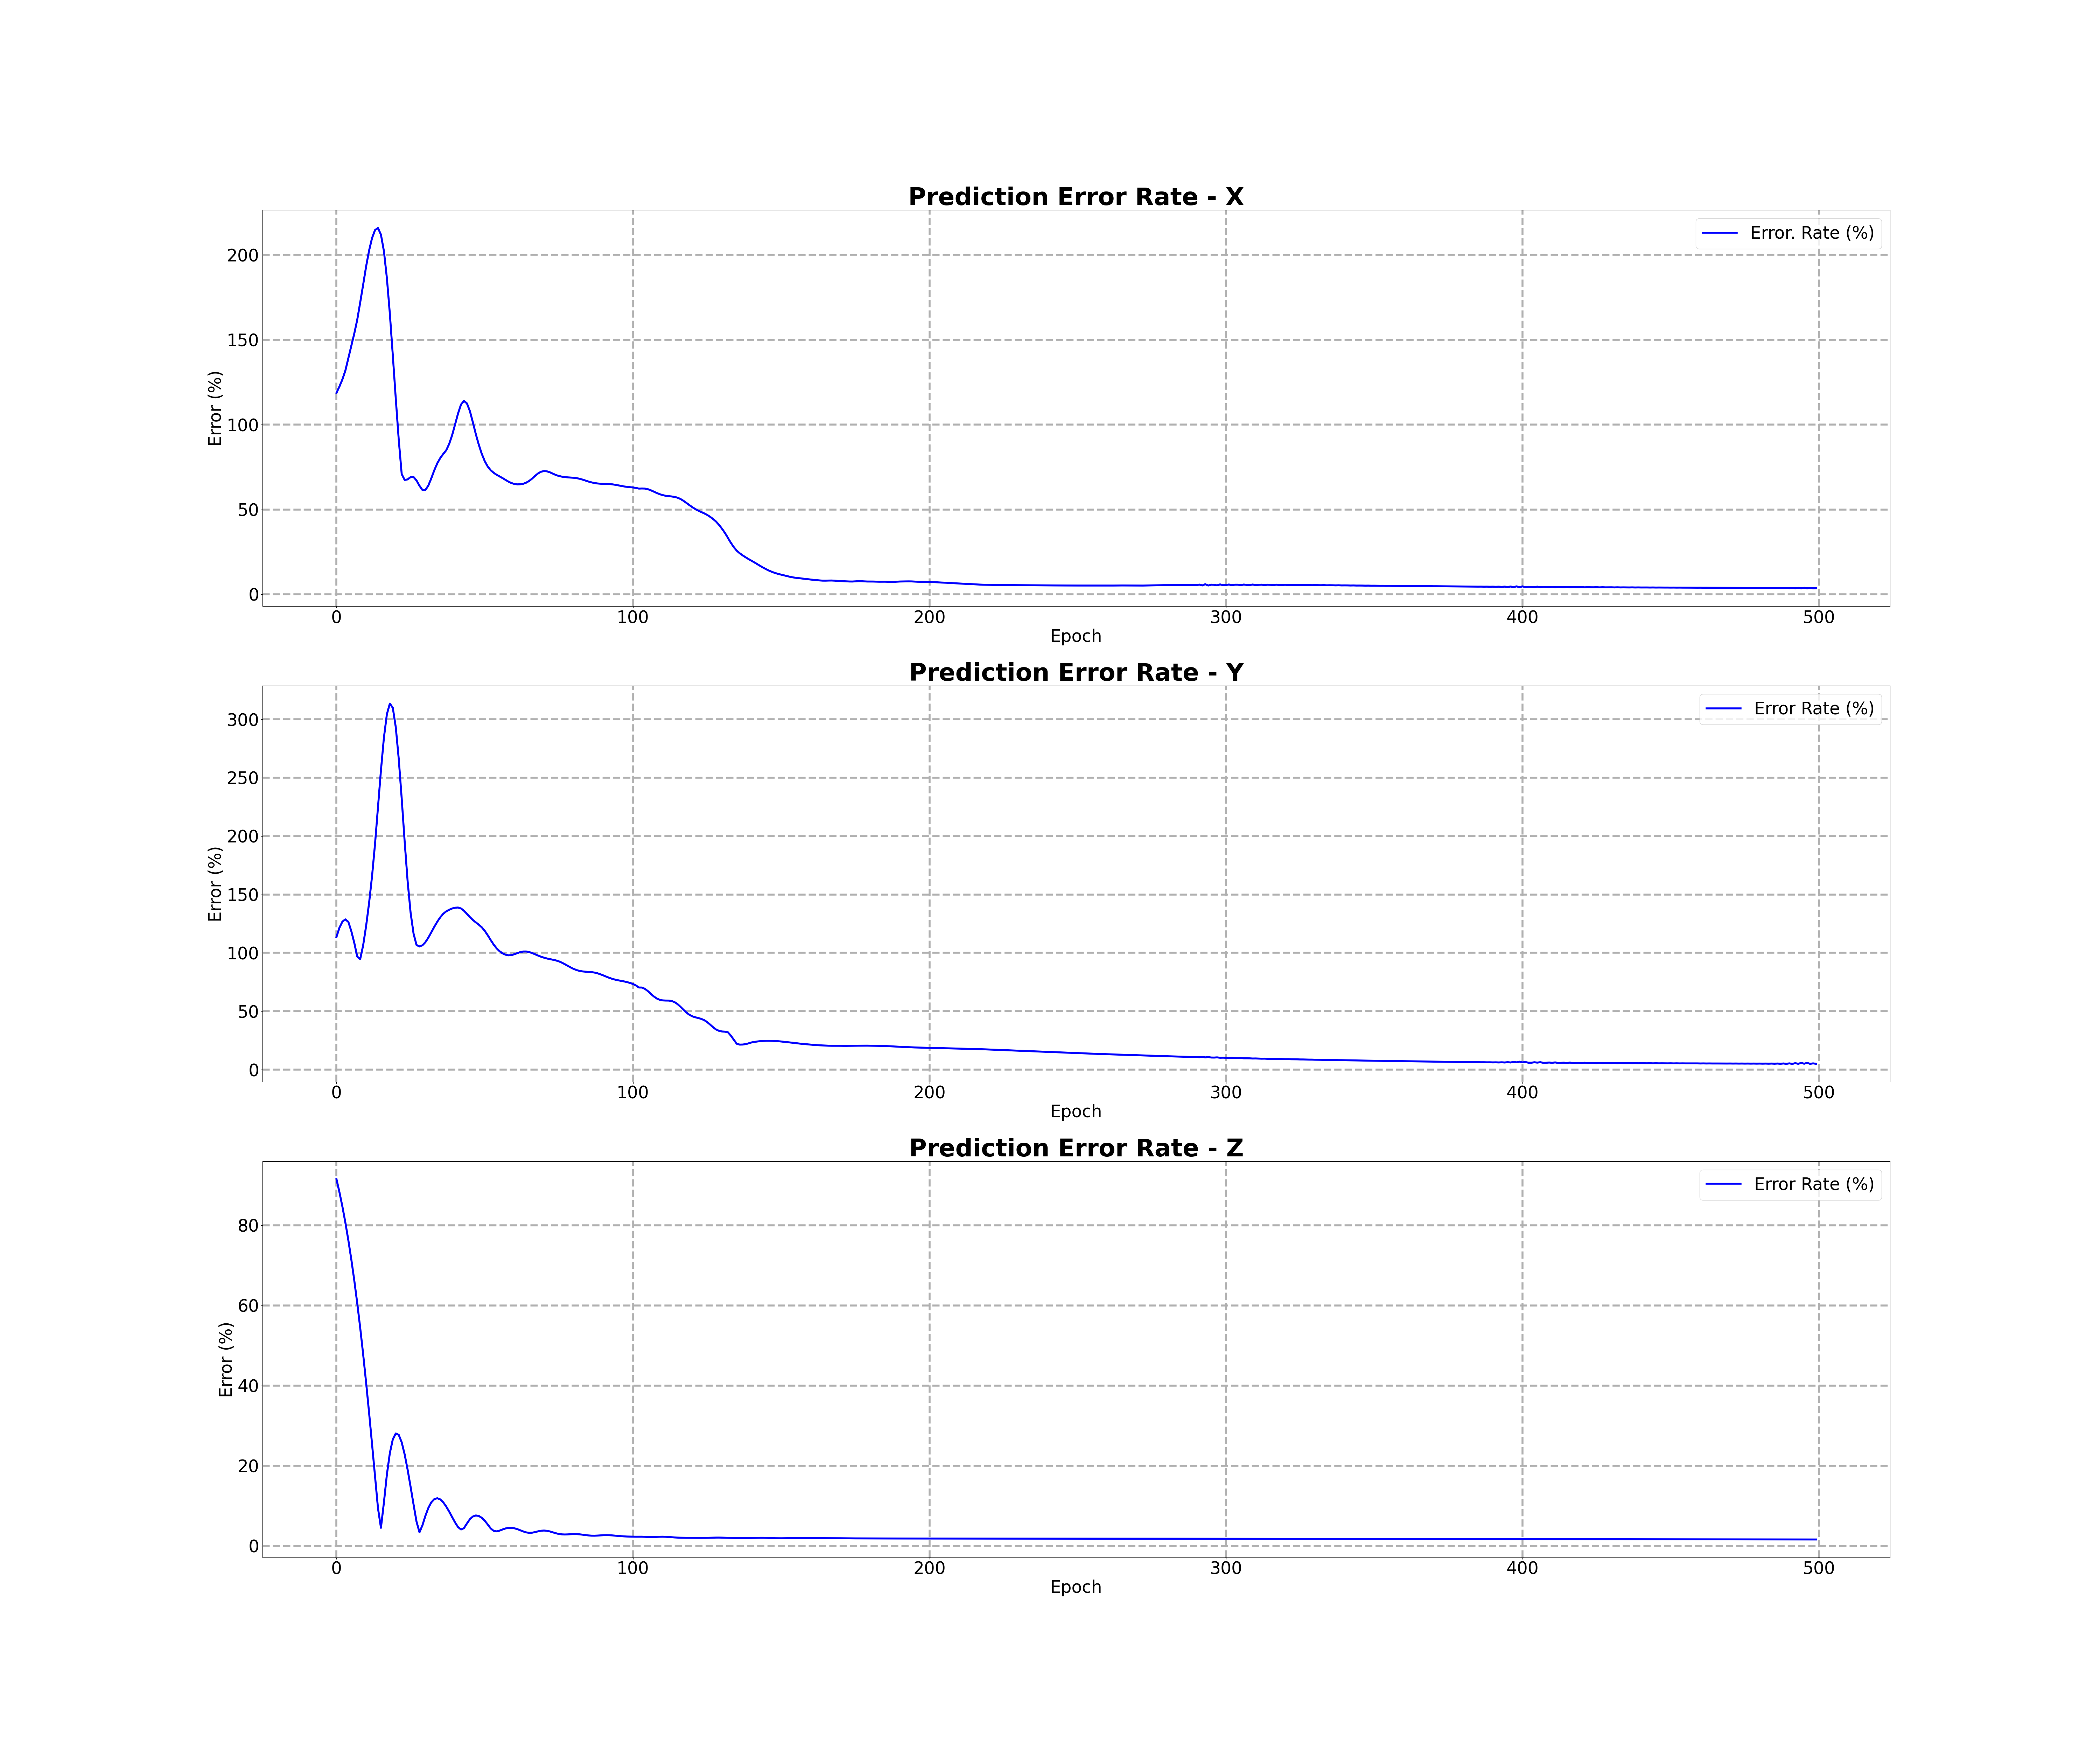 Prediction Error Rate - X
Error. Rate (%)
200
150
100
50
0
Error (%)
0 100 200 300 400 500
Epoch
Prediction Error Rate - Y
Error Rate (%)
300
250
200
150
100
50
0
Error (%)
0 100 200 300 400 500
Epoch
Prediction Error Rate - Z
Error Rate (%)
80
60
40
20
0
Error (%)
0 100 200 300 400 500
Epoch